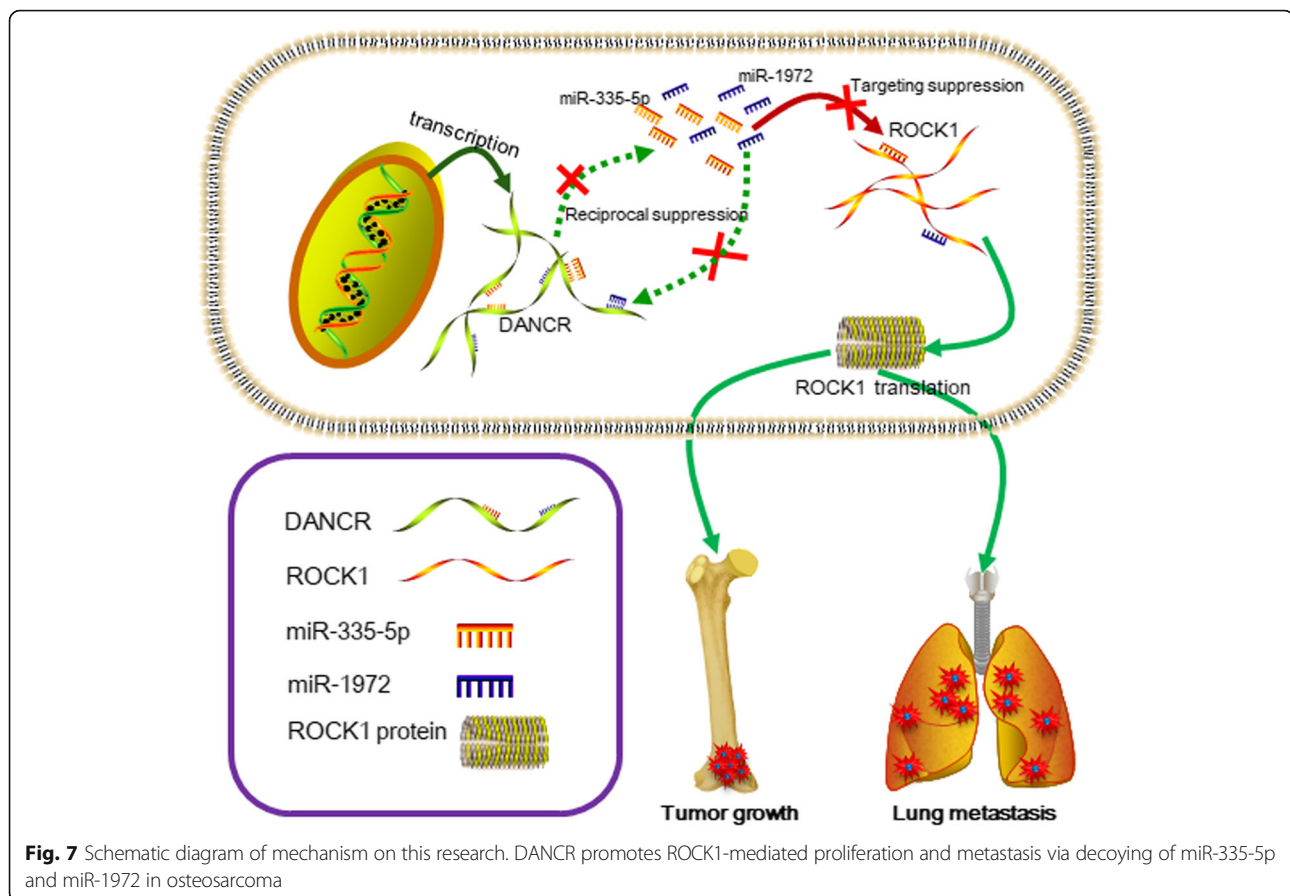 miR-1972
Targeting suppression
miR-335-5p
ROCK1
transcription
Reciprocal suppression
DANCR
ROCK1 translation
DANCR
ROCK1
miR-335-5p
miR-1972
ROCK1 protein
Tumor growth
Lung metastasis
Fig. 7 Schematic diagram of mechanism on this research. DANCR promotes ROCK1-mediated proliferation and metastasis via decoying of miR-335-5p
and miR-1972 in osteosarcoma